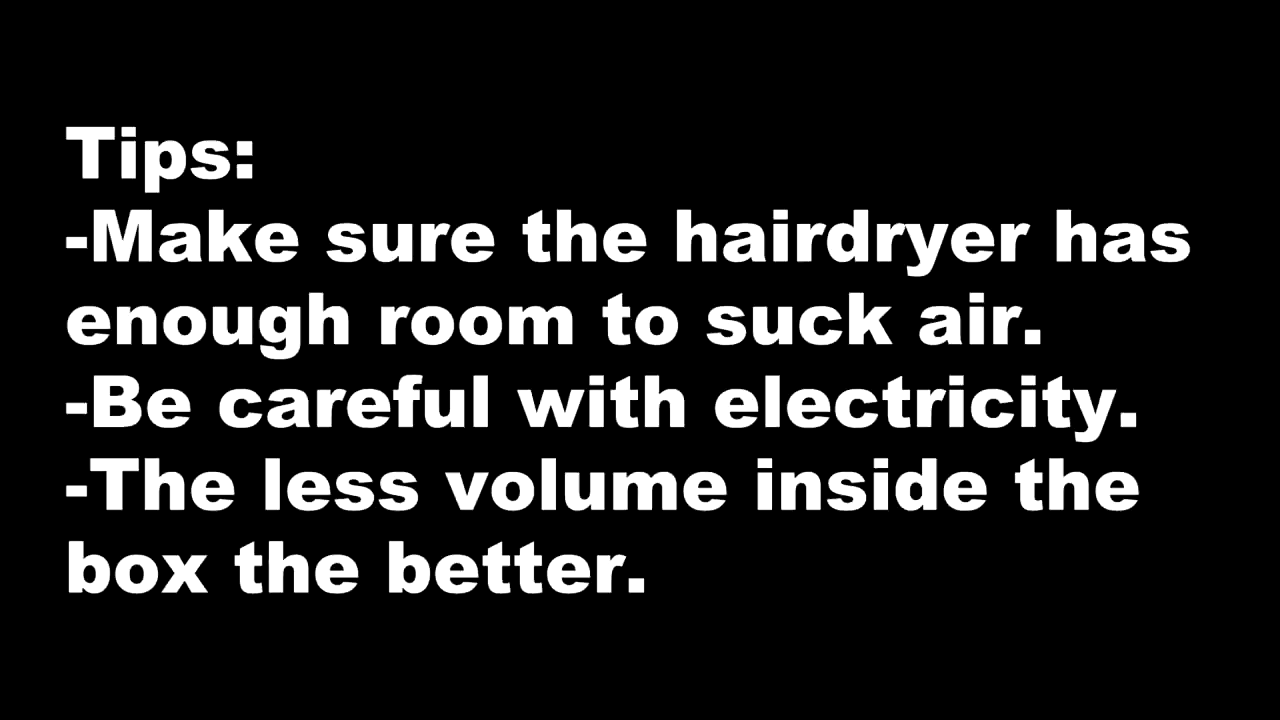 Tips:
-Make sure the hairdryer has
enough room to suck air.
-Be careful with electricity.
-The less volume inside the
box the better.